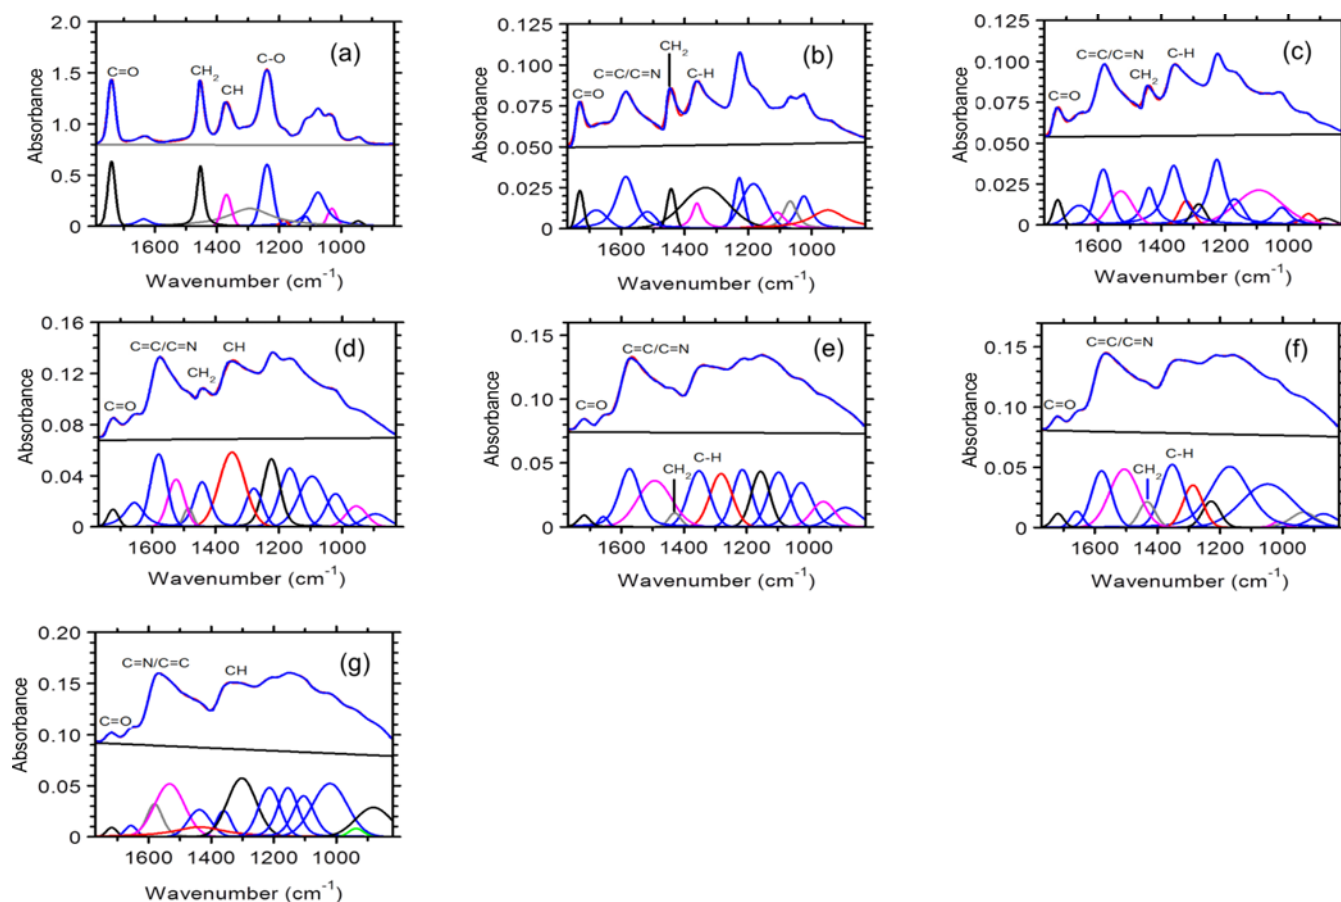 2.0
(a)
C-O
C=O
CH₂
1.5
CH
1.0
0.5
0
1600 1400 1200 1000
Absorbance
Wavenumber (cm⁻¹)
0.125
CH₂
(b)
0.100
C=C/C=N
C-H
C=O
0.075
0.050
0.025
0.000
1600 1400 1200 1000
Absorbance
Wavenumber (cm⁻¹)
0.125
C=C/C=N
C-H
(c)
0.100
CH₂
C=O
0.075
0.050
0.025
0.00
1600 1400 1200 1000
Absorbance
Wavenumber (cm⁻¹)
0.16
C=C/C=N
CH
(d)
0.12
CH₂
C=O
0.08
0.04
0
1600 1400 1200 1000
Absorbance
Wavenumber (cm⁻¹)
C=C/C=N
(e)
0.15
C=O
0.10
C-H
CH₂
0.05
0
1600 1400 1200 1000
Absorbance
Wavenumber (cm⁻¹)
C=C/C=N
(f)
0.15
C=O
0.10
C-H
CH₂
0.05
0.00
1600 1400 1200 1000
Absorbance
Wavenumber (cm⁻¹)
0.20
C=N/C=C
CH
(g)
0.15
C=O
0.10
0.05
0
1600 1400 1200 1000
Absorbance
Wavenumber (cm⁻¹)